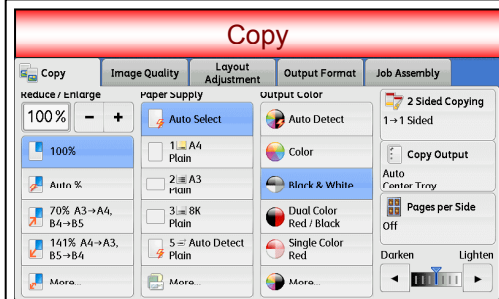 Copy
Copy
Image Quality
Layout
Adjustment
Output Format
Job Assembly
Reduce / Enlarge
100 %
-
+
100%
Auto %
70% A3→A4,
B4→B5
141% A4→A3,
B5→B4
More...
Paper Supply
Auto Select
1 A4
Plain
2 A3
Plain
3 8K
Plain
5 Auto Detect
Plain
More...
Output Color
Auto Detect
Color
Black & White
Dual Color
Red / Black
Single Color
Red
More...
2 Sided Copying
1→1 Sided
Copy Output
Auto
Center Tray
Pages per Side
Off
Darken
Lighten